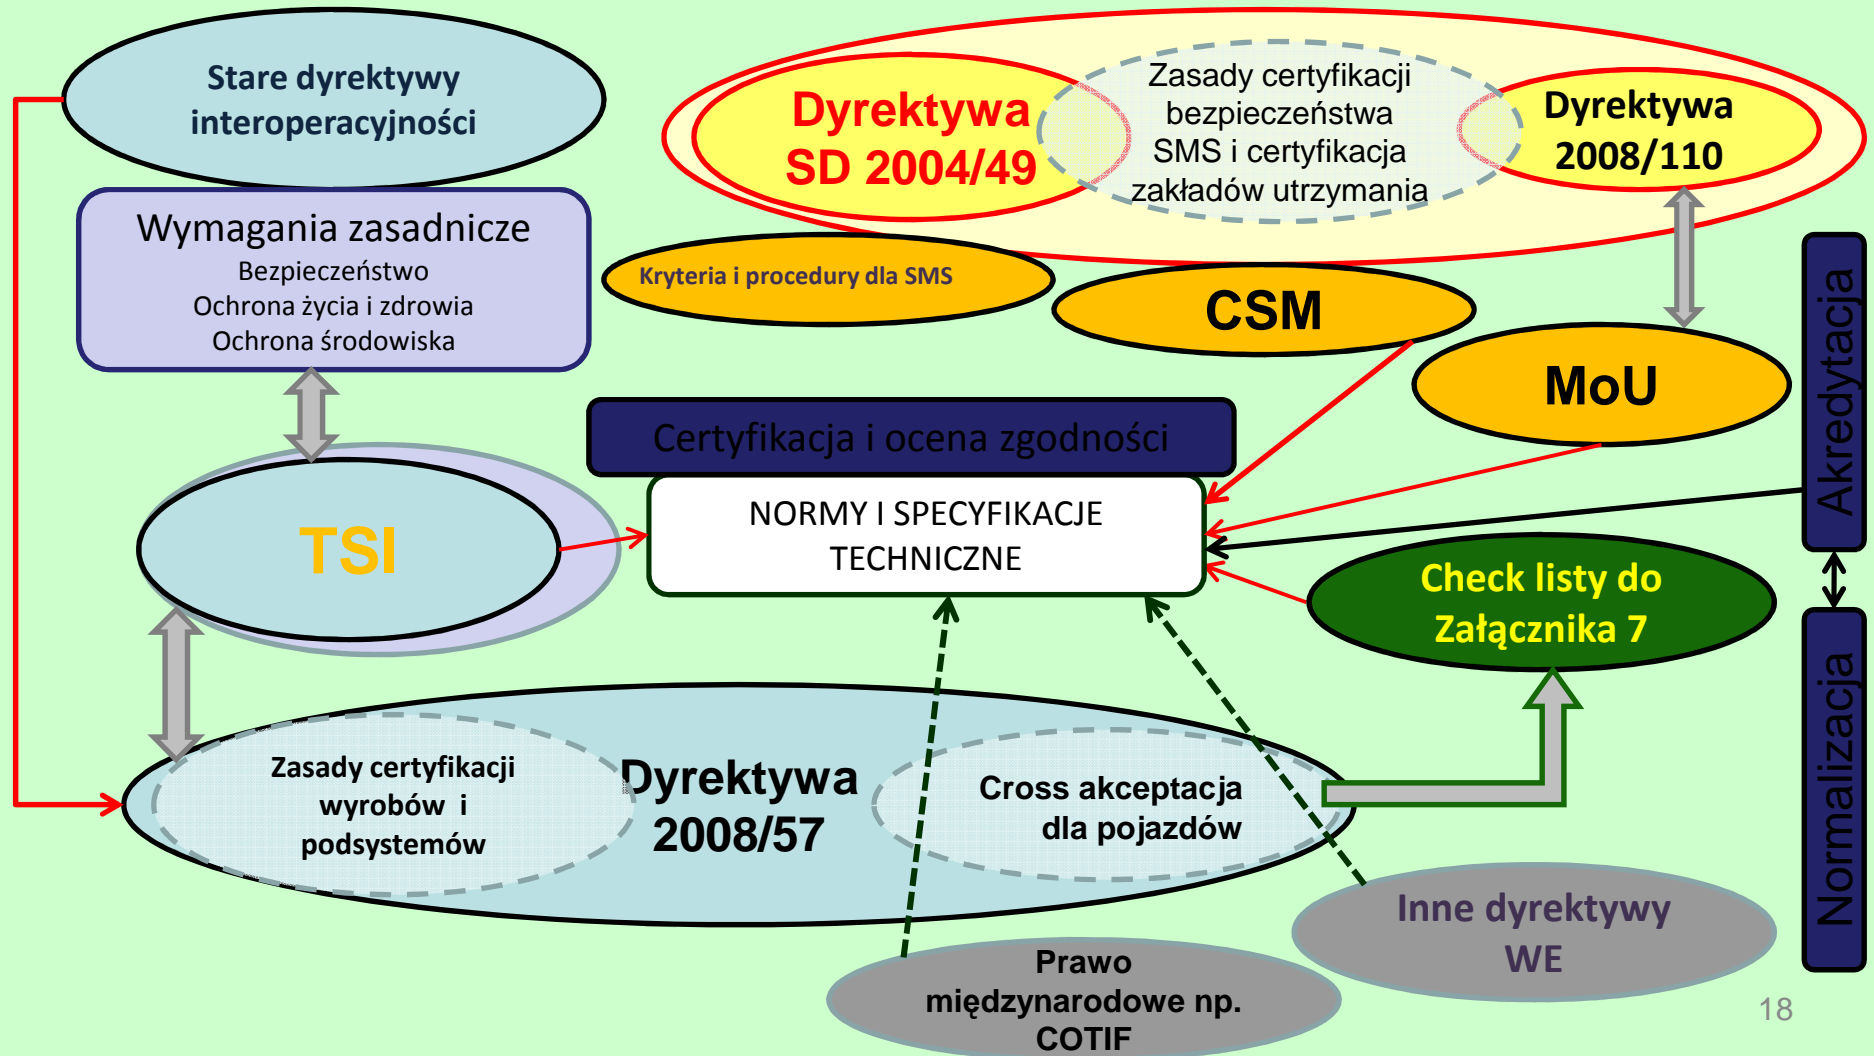 Stare dyrektywy
interoperacyjności
Zasady certyfikacji
bezpieczeństwa
SMS i certyfikacja
zakładów utrzymania
Dyrektywa
SD 2004/49
Dyrektywa
2008/110
Wymagania zasadnicze
Bezpieczeństwo
Ochrona życia i zdrowia
Ochrona środowiska
Kryteria i procedury dla SMS
CSM
MoU
Akredytacja
Certyfikacja i ocena zgodności
NORMY I SPECYFIKACJE
TECHNICZNE
TSI
Check listy do
Załącznika 7
Normalizacja
Zasady certyfikacji
wyrobów i
podsystemów
Dyrektywa
2008/57
Cross akceptacja
dla pojazdów
Inne dyrektywy
WE
Prawo
międzynarodowe np.
COTIF
18